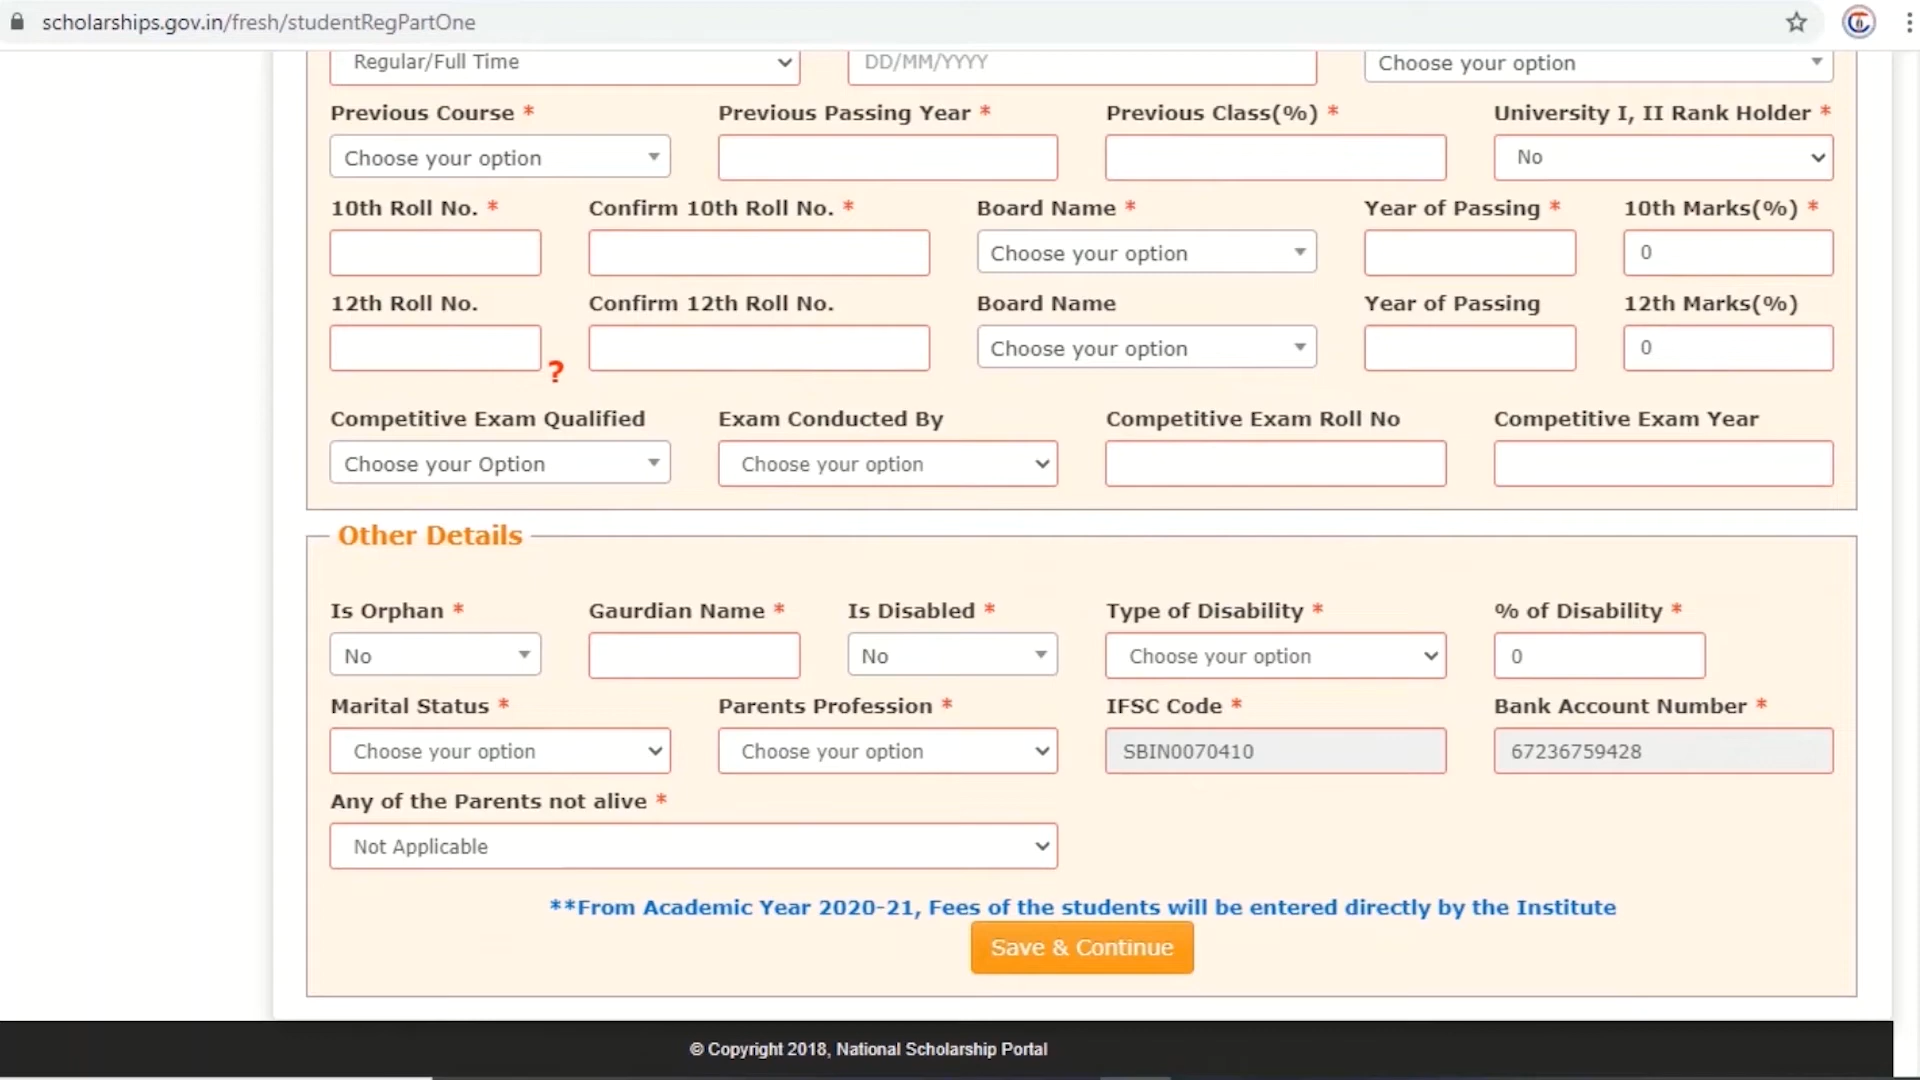 scholarships.gov.in/fresh/studentRegPartOne
Regular/Full Time DD/MM/YYYY Choose your option
Previous Course * Previous Passing Year * Previous Class(%) * University I, II Rank Holder *
Choose your option No
10th Roll No. * Confirm 10th Roll No. * Board Name * Year of Passing * 10th Marks(%) *
Choose your option 0
12th Roll No. Confirm 12th Roll No. Board Name Year of Passing 12th Marks(%)
Choose your option 0
?
Competitive Exam Qualified Exam Conducted By Competitive Exam Roll No Competitive Exam Year
Choose your Option Choose your option
Other Details
Is Orphan * Gaurdian Name * Is Disabled * Type of Disability * % of Disability *
No No Choose your option 0
Marital Status * Parents Profession * IFSC Code * Bank Account Number *
Choose your option Choose your option SBIN0070410 67236759428
Any of the Parents not alive *
Not Applicable
**From Academic Year 2020-21, Fees of the students will be entered directly by the Institute
Save & Continue
© Copyright 2018, National Scholarship Portal